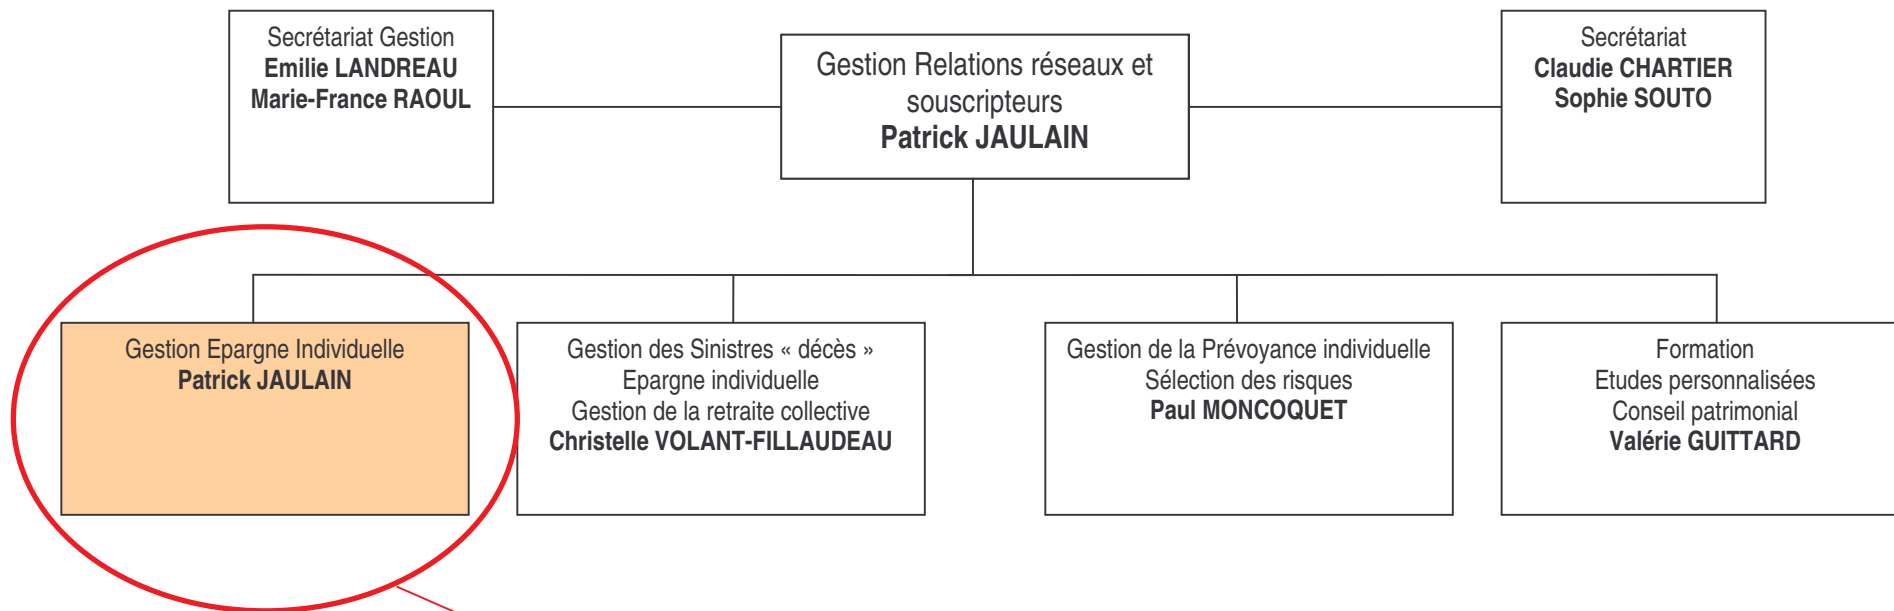 Secrétariat Gestion
Emilie LANDREAU
Marie-France RAOUL
Gestion Relations réseaux et
souscripteurs
Patrick JAULAIN
Secrétariat
Claudie CHARTIER
Sophie SOUTO
Gestion Epargne Individuelle
Patrick JAULAIN
Gestion des Sinistres « décès »
Epargne individuelle
Gestion de la retraite collective
Christelle VOLANT-FILLAUDEAU
Gestion de la Prévoyance individuelle
Sélection des risques
Paul MONCOQUET
Formation
Etudes personnalisées
Conseil patrimonial
Valérie GUITTARD